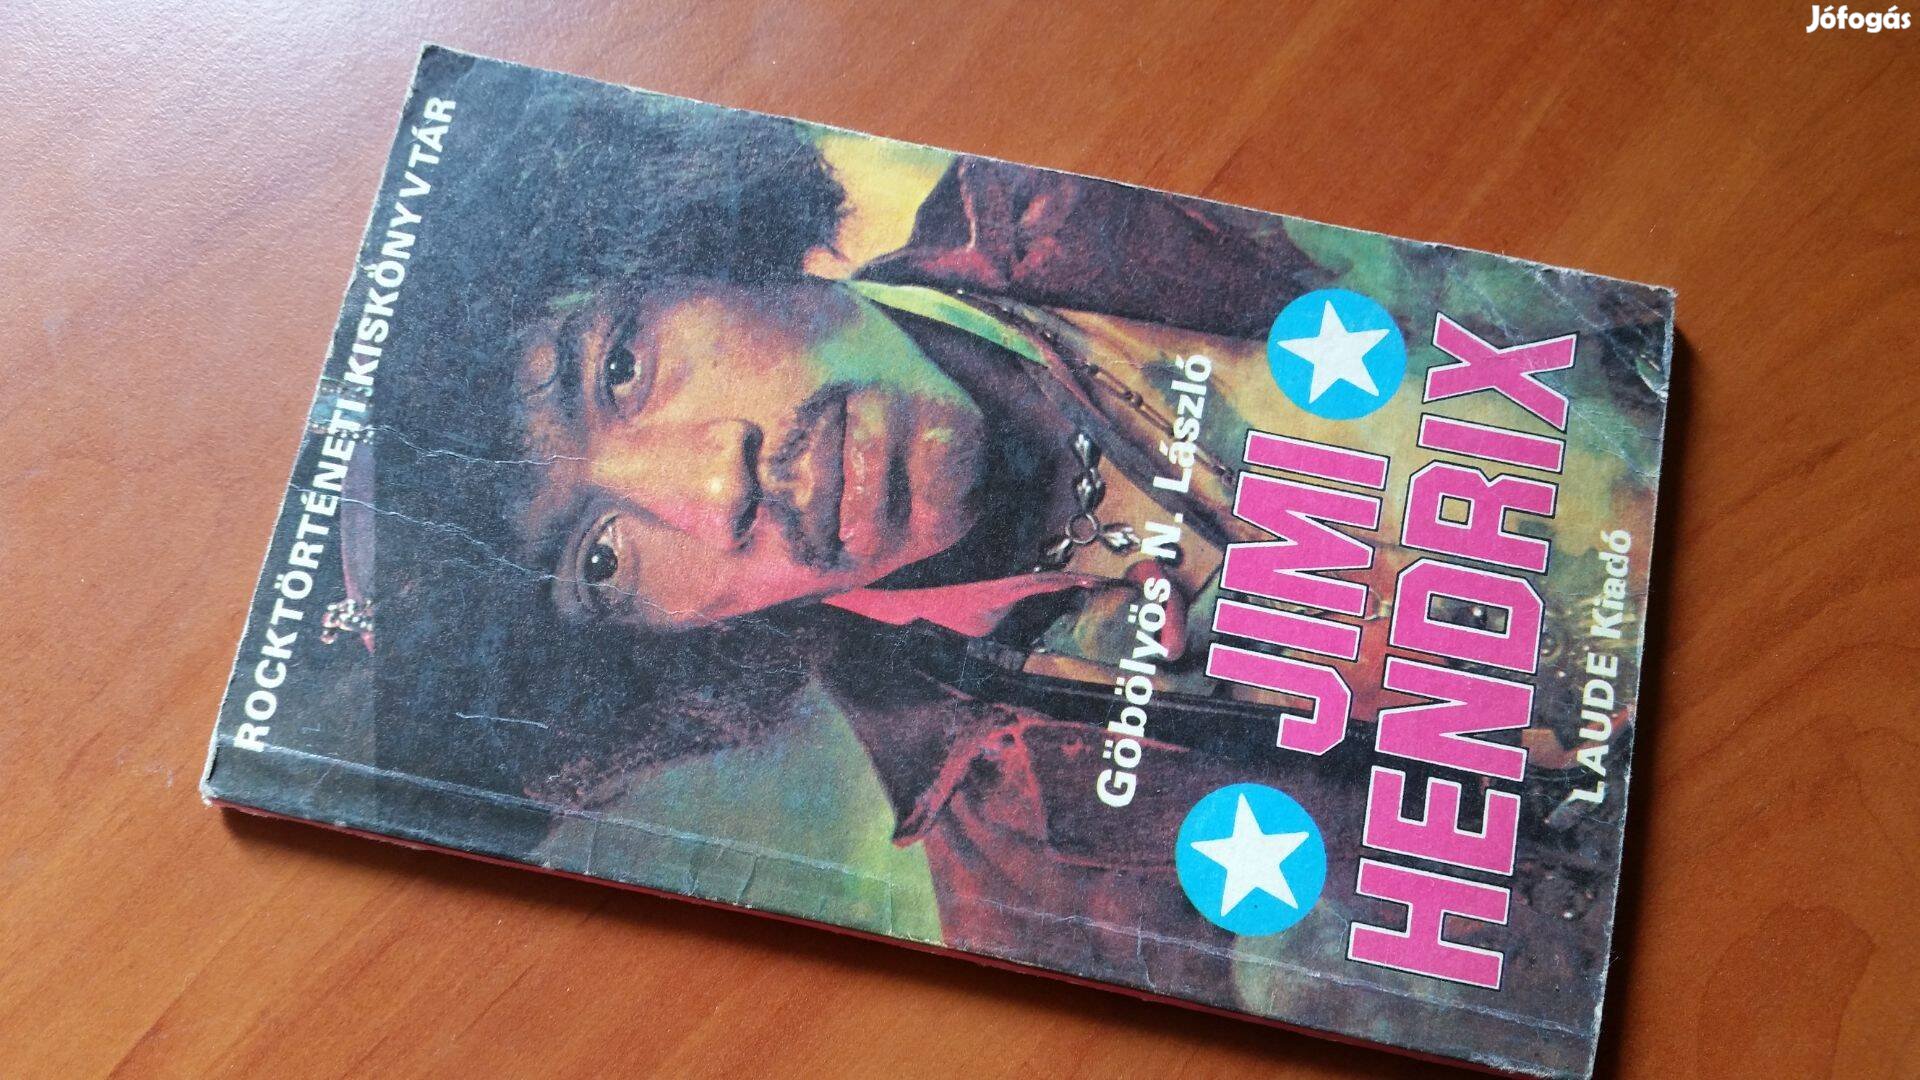 ROCKTÖRTÉNETI KISKÖNYVTÁR
Göbölyös N. László
JIMI
HENDRIX
LAUDE Kiadó
Jófogás